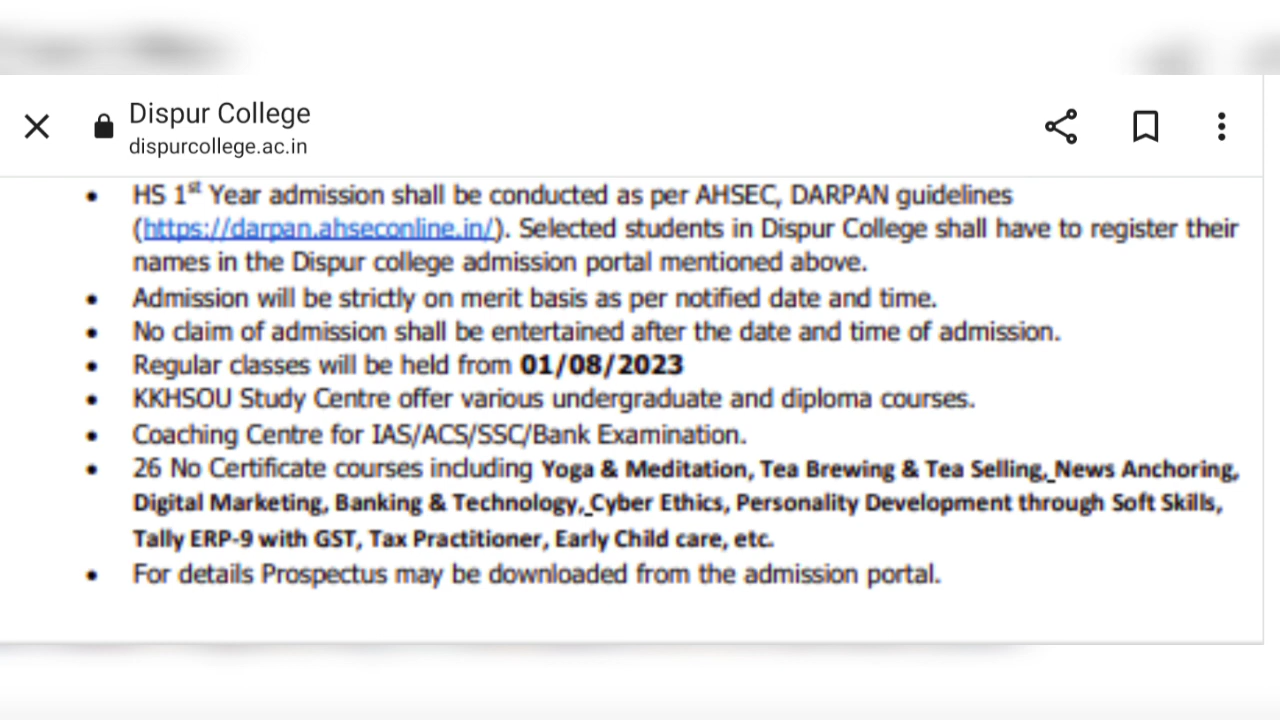 Dispur College
dispurcollege.ac.in
• HS 1st Year admission shall be conducted as per AHSEC, DARPAN guidelines
(https://darpan.ahseconline.in/). Selected students in Dispur College shall have to register their
names in the Dispur college admission portal mentioned above.
• Admission will be strictly on merit basis as per notified date and time.
• No claim of admission shall be entertained after the date and time of admission.
• Regular classes will be held from 01/08/2023
• KKHSOU Study Centre offer various undergraduate and diploma courses.
• Coaching Centre for IAS/ACS/SSC/Bank Examination.
• 26 No Certificate courses including Yoga & Meditation, Tea Brewing & Tea Selling, News Anchoring,
Digital Marketing, Banking & Technology, Cyber Ethics, Personality Development through Soft Skills,
Tally ERP-9 with GST, Tax Practitioner, Early Child care, etc.
• For details Prospectus may be downloaded from the admission portal.